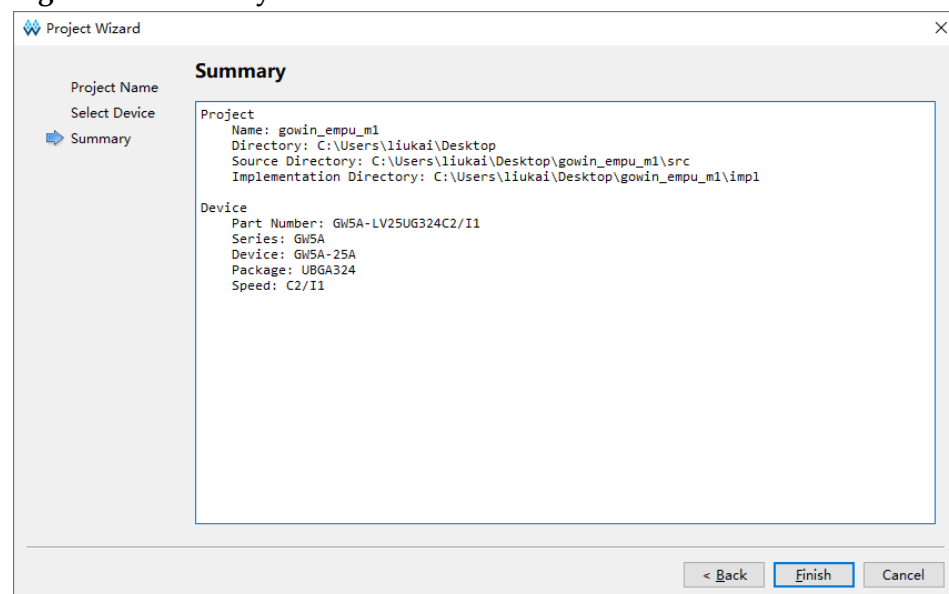 Project Wizard
Summary
Project Name
Select Device
Summary
Project
Name: gowin_empu_m1
Directory: C:\Users\liukai\Desktop
Source Directory: C:\Users\liukai\Desktop\gowin_empu_m1\src
Implementation Directory: C:\Users\liukai\Desktop\gowin_empu_m1\impl
Device
Part Number: GW5A-LV25UG324C2/I1
Series: GW5A
Device: GW5A-25A
Package: UBGA324
Speed: C2/I1
< Back Finish Cancel